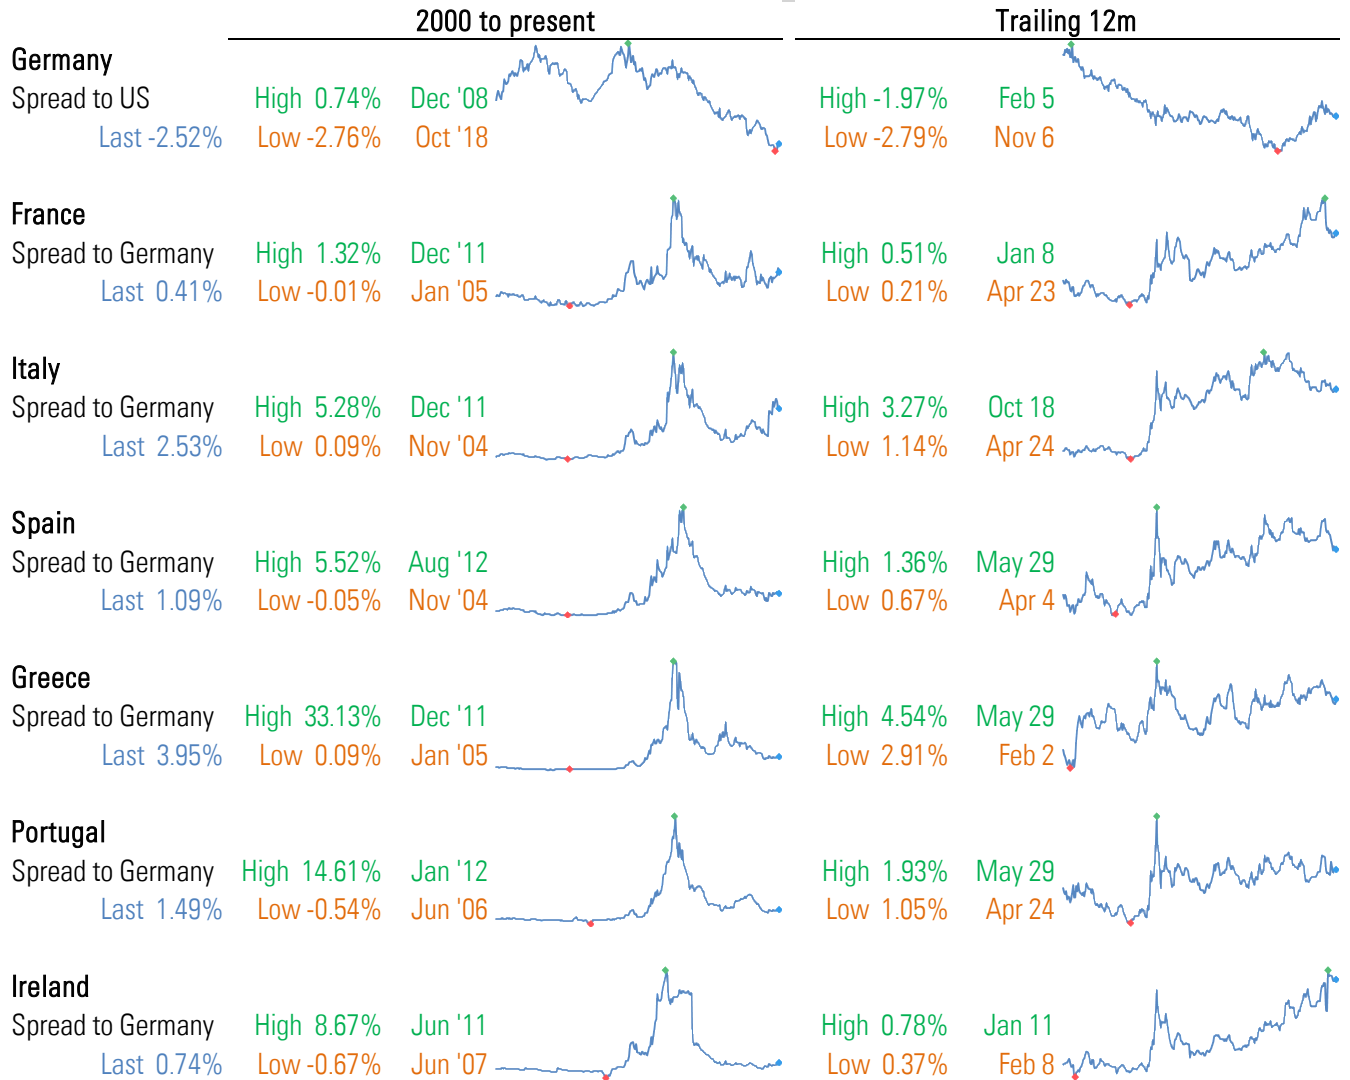 2000 to present Trailing 12m
Germany
Spread to US High 0.74% Dec '08 High -1.97% Feb 5
Last -2.52% Low -2.76% Oct '18 Low -2.79% Nov 6
France
Spread to Germany High 1.32% Dec '11 High 0.51% Jan 8
Last 0.41% Low -0.01% Jan '05 Low 0.21% Apr 23
Italy
Spread to Germany High 5.28% Dec '11 High 3.27% Oct 18
Last 2.53% Low 0.09% Nov '04 Low 1.14% Apr 24
Spain
Spread to Germany High 5.52% Aug '12 High 1.36% May 29
Last 1.09% Low -0.05% Nov '04 Low 0.67% Apr 4
Greece
Spread to Germany High 33.13% Dec '11 High 4.54% May 29
Last 3.95% Low 0.09% Jan '05 Low 2.91% Feb 2
Portugal
Spread to Germany High 14.61% Jan '12 High 1.93% May 29
Last 1.49% Low -0.54% Jun '06 Low 1.05% Apr 24
Ireland
Spread to Germany High 8.67% Jun '11 High 0.78% Jan 11
Last 0.74% Low -0.67% Jun '07 Low 0.37% Feb 8